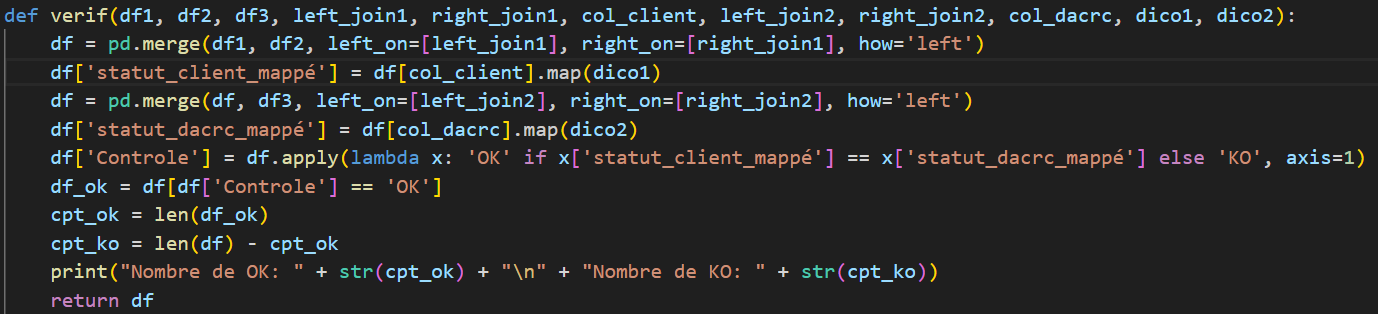 def verif(df1, df2, df3, left_join1, right_join1, col_client, left_join2, right_join2, col_dacrc, dico1, dico2):
    df = pd.merge(df1, df2, left_on=[left_join1], right_on=[right_join1], how='left')
    df['statut_client_mappé'] = df[col_client].map(dico1)
    df = pd.merge(df, df3, left_on=[left_join2], right_on=[right_join2], how='left')
    df['statut_dacrc_mappé'] = df[col_dacrc].map(dico2)
    df['Controle'] = df.apply(lambda x: 'OK' if x['statut_client_mappé'] == x['statut_dacrc_mappé'] else 'KO', axis=1)
    df_ok = df[df['Controle'] == 'OK']
    cpt_ok = len(df_ok)
    cpt_ko = len(df) - cpt_ok
    print("Nombre de OK: " + str(cpt_ok) + "\n" + "Nombre de KO: " + str(cpt_ko))
    return df